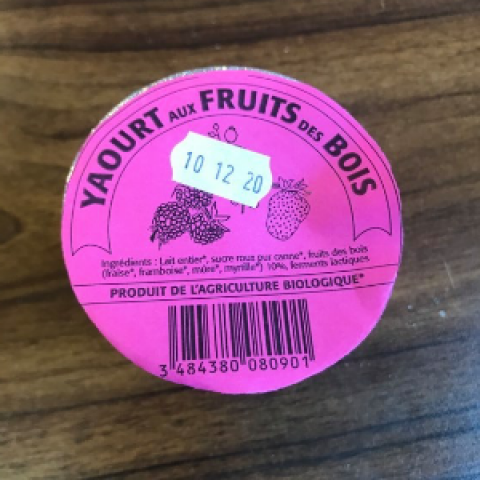 YAOURT AUX FRUITS DES BOIS
10 12 20
Ingrédients : Lait entier*, sucre roux pur canne*, fruits des bois
(fraise*, framboise*, mûre*, myrtille*) 10%, ferments lactiques
PRODUIT DE L'AGRICULTURE BIOLOGIQUE*
3 484380 080901